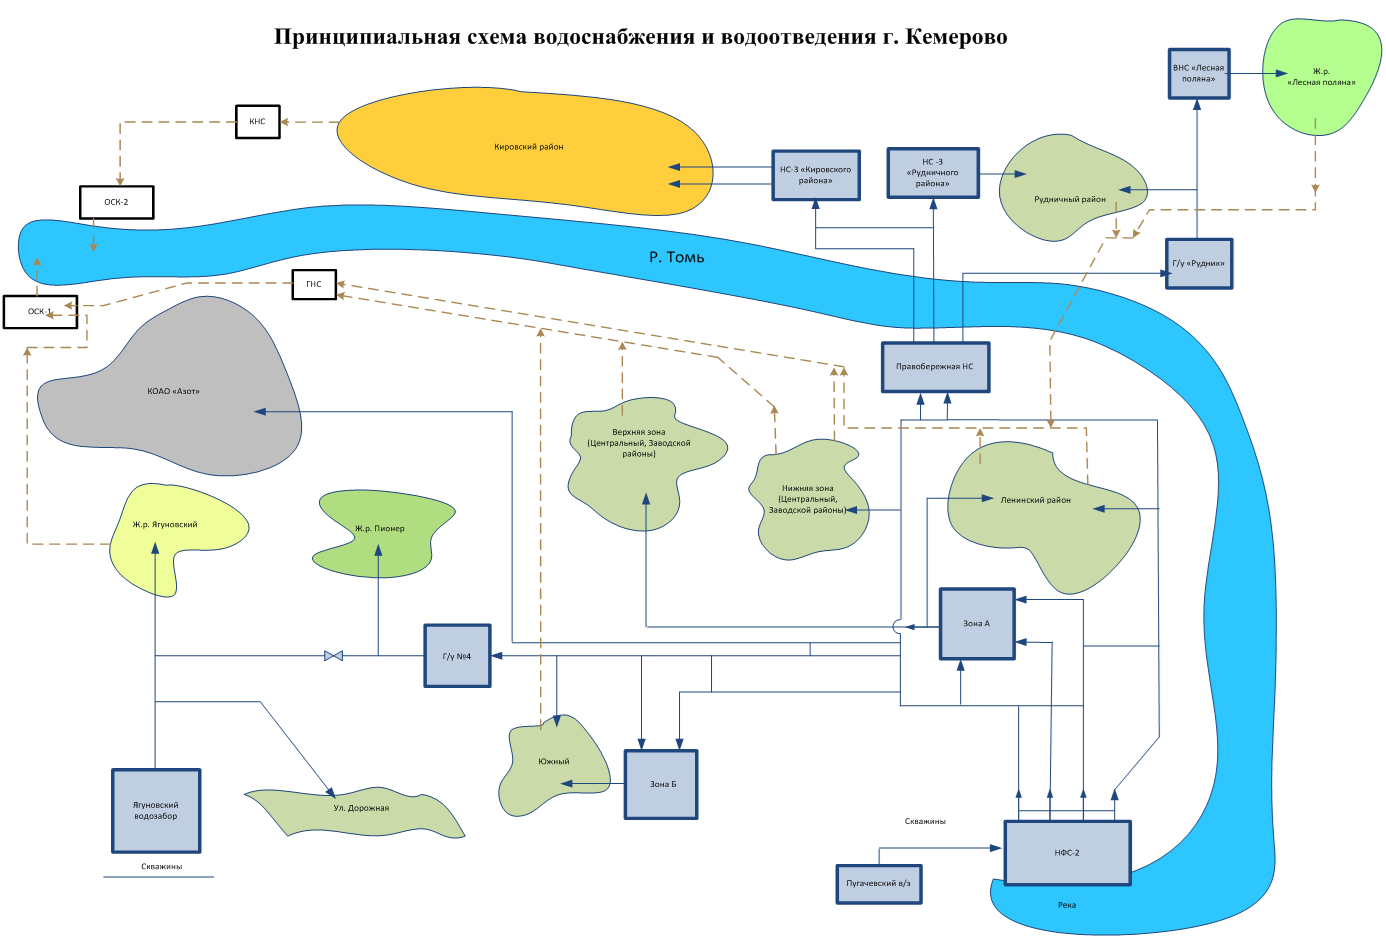 Принципиальная схема водоснабжения и водоотведения г. Кемерово
ВНС «Лесная
поляна»
Ж.р.
«Лесная поляна»
КНС
Кировский район
НС-3 «Кировского
района»
НС -3
«Рудничного
района»
Рудничный район
ОСК-2
Р. Томь
Г/у «Рудник»
ГНС
ОСК-1
Правобережная НС
КОАО «Азот»
Верхняя зона
(Центральный, Заводской
районы)
Нижняя зона
(Центральный,
Заводской районы)
Ленинский район
Ж.р. Ягуновский
Ж.р. Пионер
Зона А
Г/у №4
Южный
Зона Б
Ягуновский
водозабор
Ул. Дорожная
Скважины
Скважины
НФС-2
Пугачевский в/з
Река